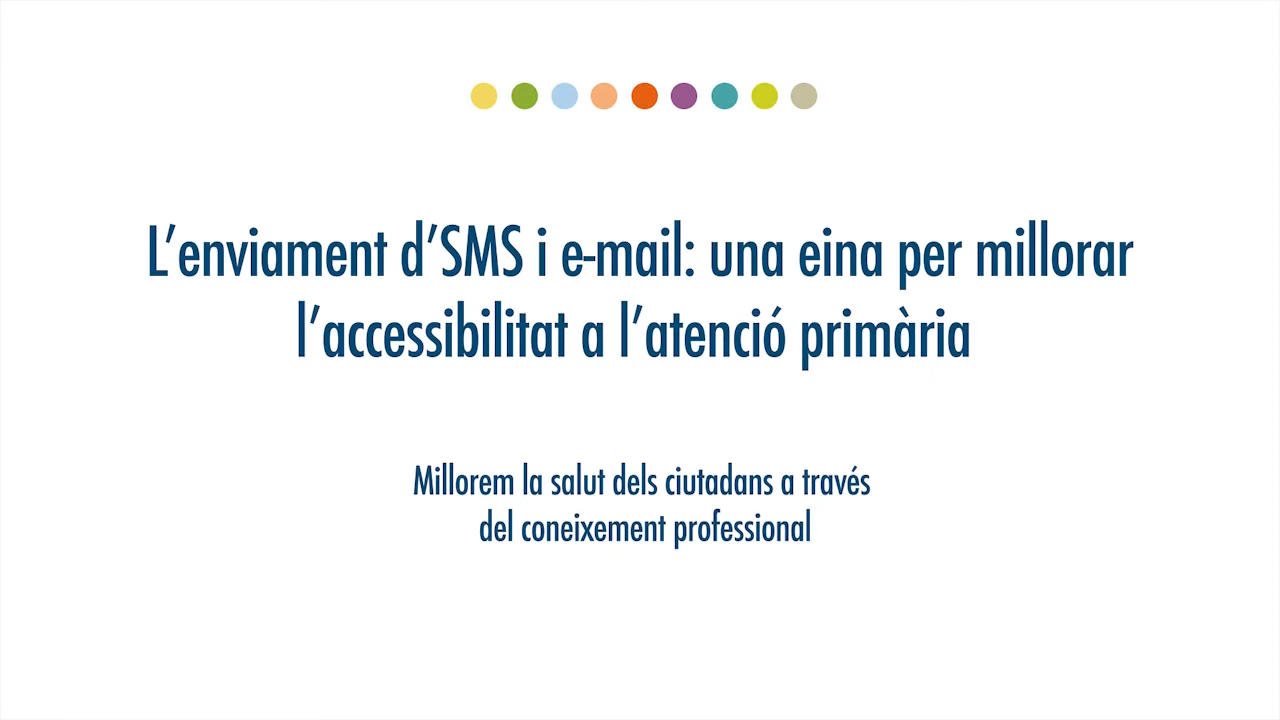 L’enviament d’SMS i e-mail: una eina per millorar
l’accessibilitat a l’atenció primària
Millorem la salut dels ciutadans a través
del coneixement professional